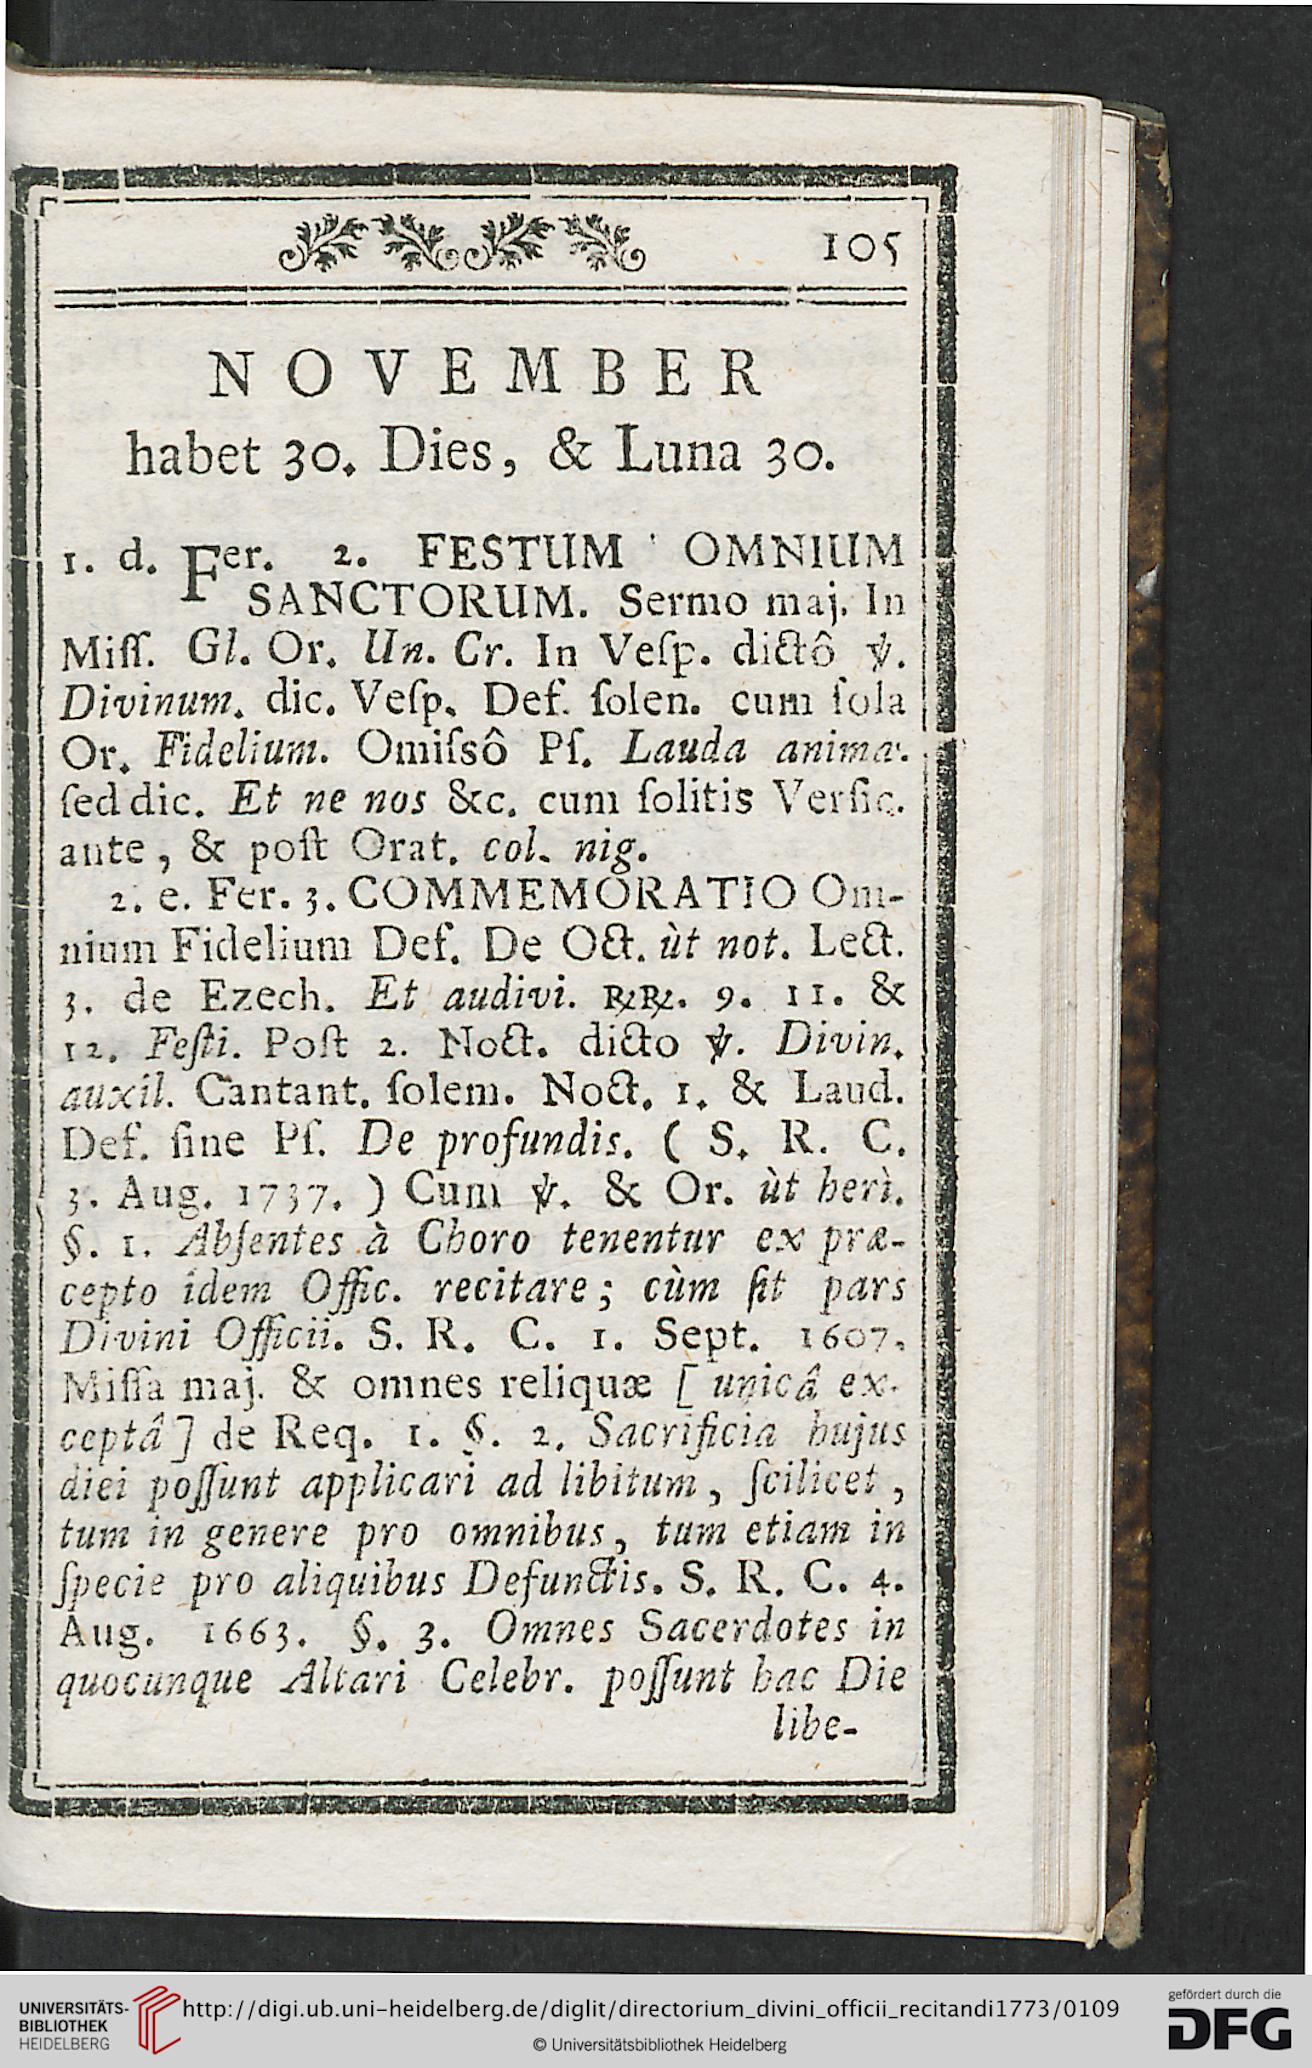 105
NOVEMBER
habet 30. Dies, & Luna 30.
1. d. Fer. 2. FESTUM OMNIUM
SANCTORUM. Sermo maj. In
Miſſ. Gl. Or. Un. Cr. In Veſp. dictô ℣.
Divinum. dic. Veſp. Def. ſolen. cum ſola
Or. Fidelium. Omiſsô Pſ. Lauda anima.
ſed dic. Et ne nos &c. cum ſolitis Verſic.
ante, & poſt Orat. col. nig.
2. e. Fer. 3. COMMEMORATIO Om-
nium Fidelium Def. De Oct. ùt not. Lect.
3. de Ezech. Et audivi. ℞℞. 9. 11. &
12. Feſti. Poſt 2. Noct. dicto ℣. Divin.
auxil. Cantant. ſolem. Noct. 1. & Laud.
Def. ſine Pſ. De profundis. ( S. R. C.
3. Aug. 1737. ) Cum ℣. & Or. ùt herì.
§. 1. Abſentes à Choro tenentur ex præ-
cepto idem Offic. recitare; cùm ſit pars
Divini Officii. S. R. C. 1. Sept. 1607.
Miſſa maj. & omnes reliquæ [ unicâ ex-
ceptâ ] de Req. 1. §. 2. Sacrificia hujus
diei poſſunt applicari ad libitum, ſcilicet,
tum in genere pro omnibus, tum etiam in
ſpecie pro aliquibus Defunctis. S. R. C. 4.
Aug. 1663. §. 3. Omnes Sacerdotes in
quocunque Altari Celebr. poſſunt hac Die
libe-
UNIVERSITÄTS-
BIBLIOTHEK
HEIDELBERG
http://digi.ub.uni-heidelberg.de/diglit/directorium_divini_officii_recitandi1773/0109
© Universitätsbibliothek Heidelberg
gefördert durch die
DFG